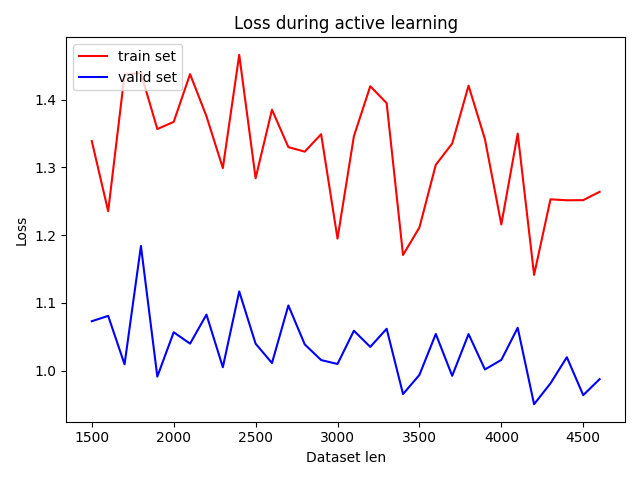 Loss during active learning
train set
valid set
Loss
1.4
1.3
1.2
1.1
1.0
1500 2000 2500 3000 3500 4000 4500
Dataset len